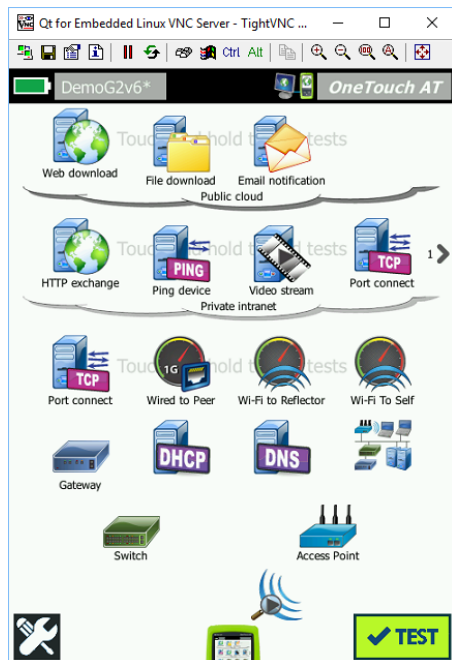 Qt for Embedded Linux VNC Server - TightVNC ...
Ctrl Alt
DemoG2v6* OneTouch AT
Touch and hold to add tests
Web download File download Email notification
Public cloud
Touch and hold to add tests
PING TCP
1
HTTP exchange Ping device Video stream Port connect
Private intranet
Touch and hold to add tests
TCP 1G
Port connect Wired to Peer Wi-Fi to Reflector Wi-Fi To Self
DHCP DNS
Gateway
Switch Access Point
TEST